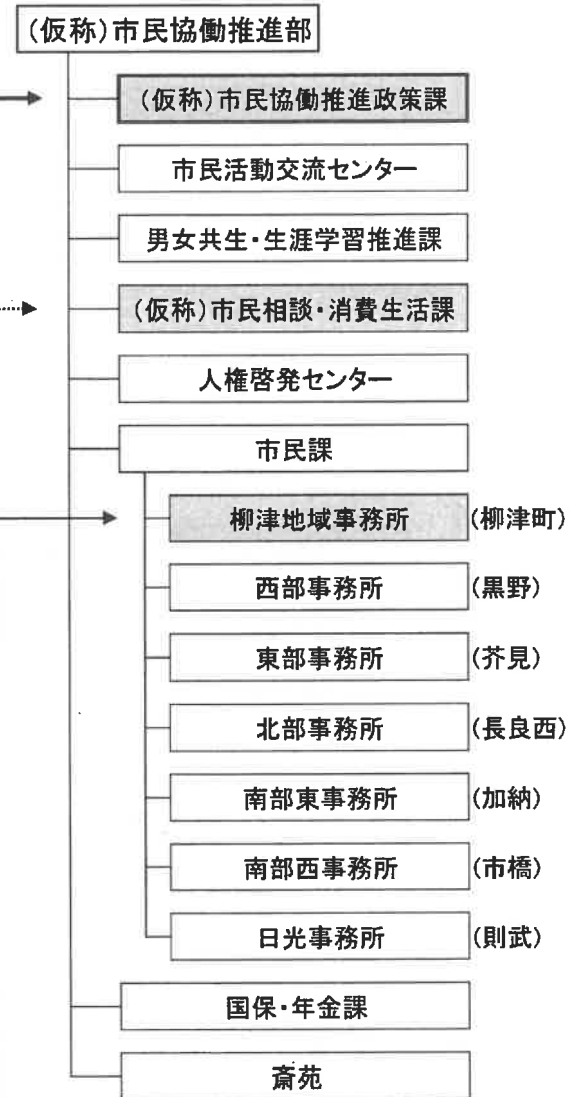 (仮称)市民協働推進部
(仮称)市民協働推進政策課
市民活動交流センター
男女共生・生涯学習推進課
(仮称)市民相談・消費生活課
人権啓発センター
市民課
柳津地域事務所 (柳津町)
西部事務所 (黒野)
東部事務所 (芥見)
北部事務所 (長良西)
南部東事務所 (加納)
南部西事務所 (市橋)
日光事務所 (則武)
国保・年金課
斎苑